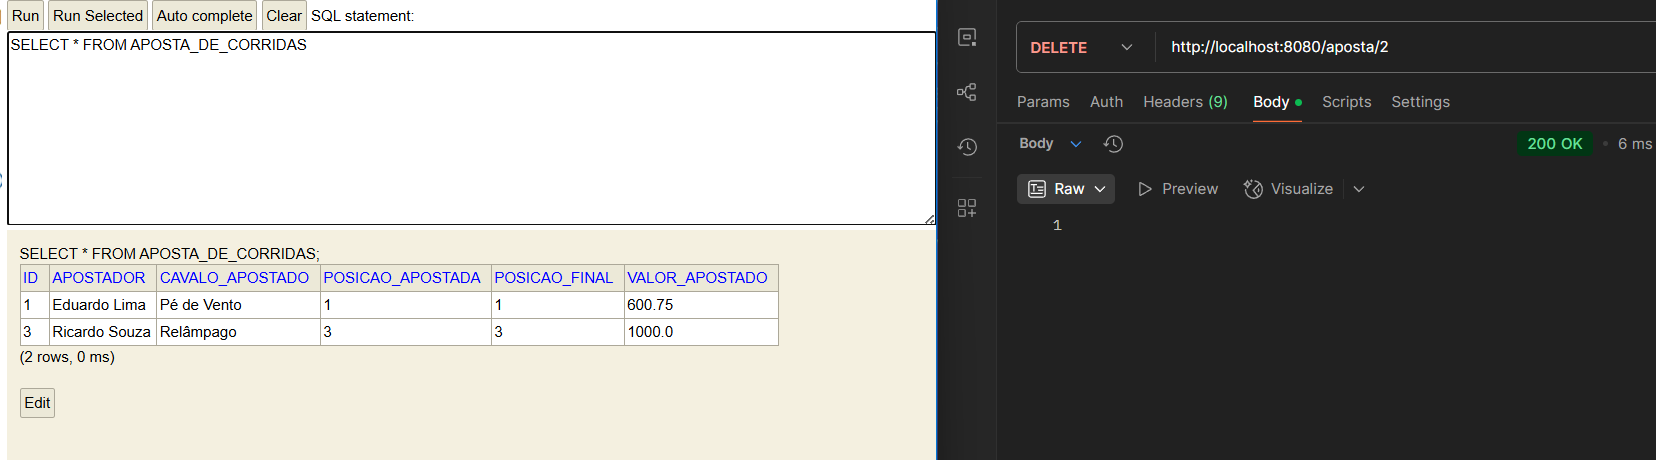 Run Run Selected Auto complete Clear SQL statement:
SELECT * FROM APOSTA_DE_CORRIDAS
SELECT * FROM APOSTA_DE_CORRIDAS;
ID APOSTADOR CAVALO_APOSTADO POSICAO_APOSTADA POSICAO_FINAL VALOR_APOSTADO
1 Eduardo Lima Pé de Vento 1 1 600.75
3 Ricardo Souza Relâmpago 3 3 1000.0
(2 rows, 0 ms)
Edit
DELETE http://localhost:8080/aposta/2
Params Auth Headers (9) Body Scripts Settings
Body 200 OK 6 ms
Raw Preview Visualize
1